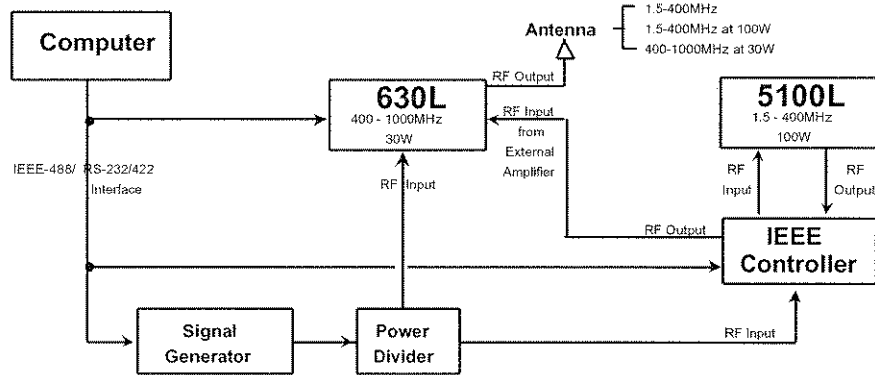 Computer
Antenna
1.5-400MHz
1.5-400MHz at 100W
400-1000MHz at 30W
RF Output
630L
400 - 1000MHz
30W
RF Input
from
External
Amplifier
5100L
1.5 - 400MHz
100W
IEEE-488/ RS-232/422
Interface
RF Input
RF
Input
RF
Output
RF Output
IEEE
Controller
Signal
Generator
Power
Divider
RF Input